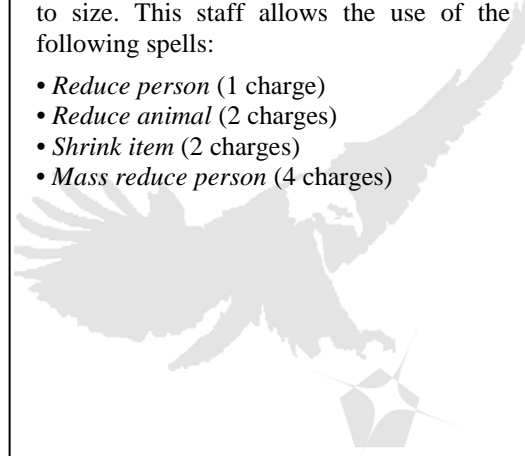 to size. This staff allows the use of the
following spells:
• Reduce person (1 charge)
• Reduce animal (2 charges)
• Shrink item (2 charges)
• Mass reduce person (4 charges)